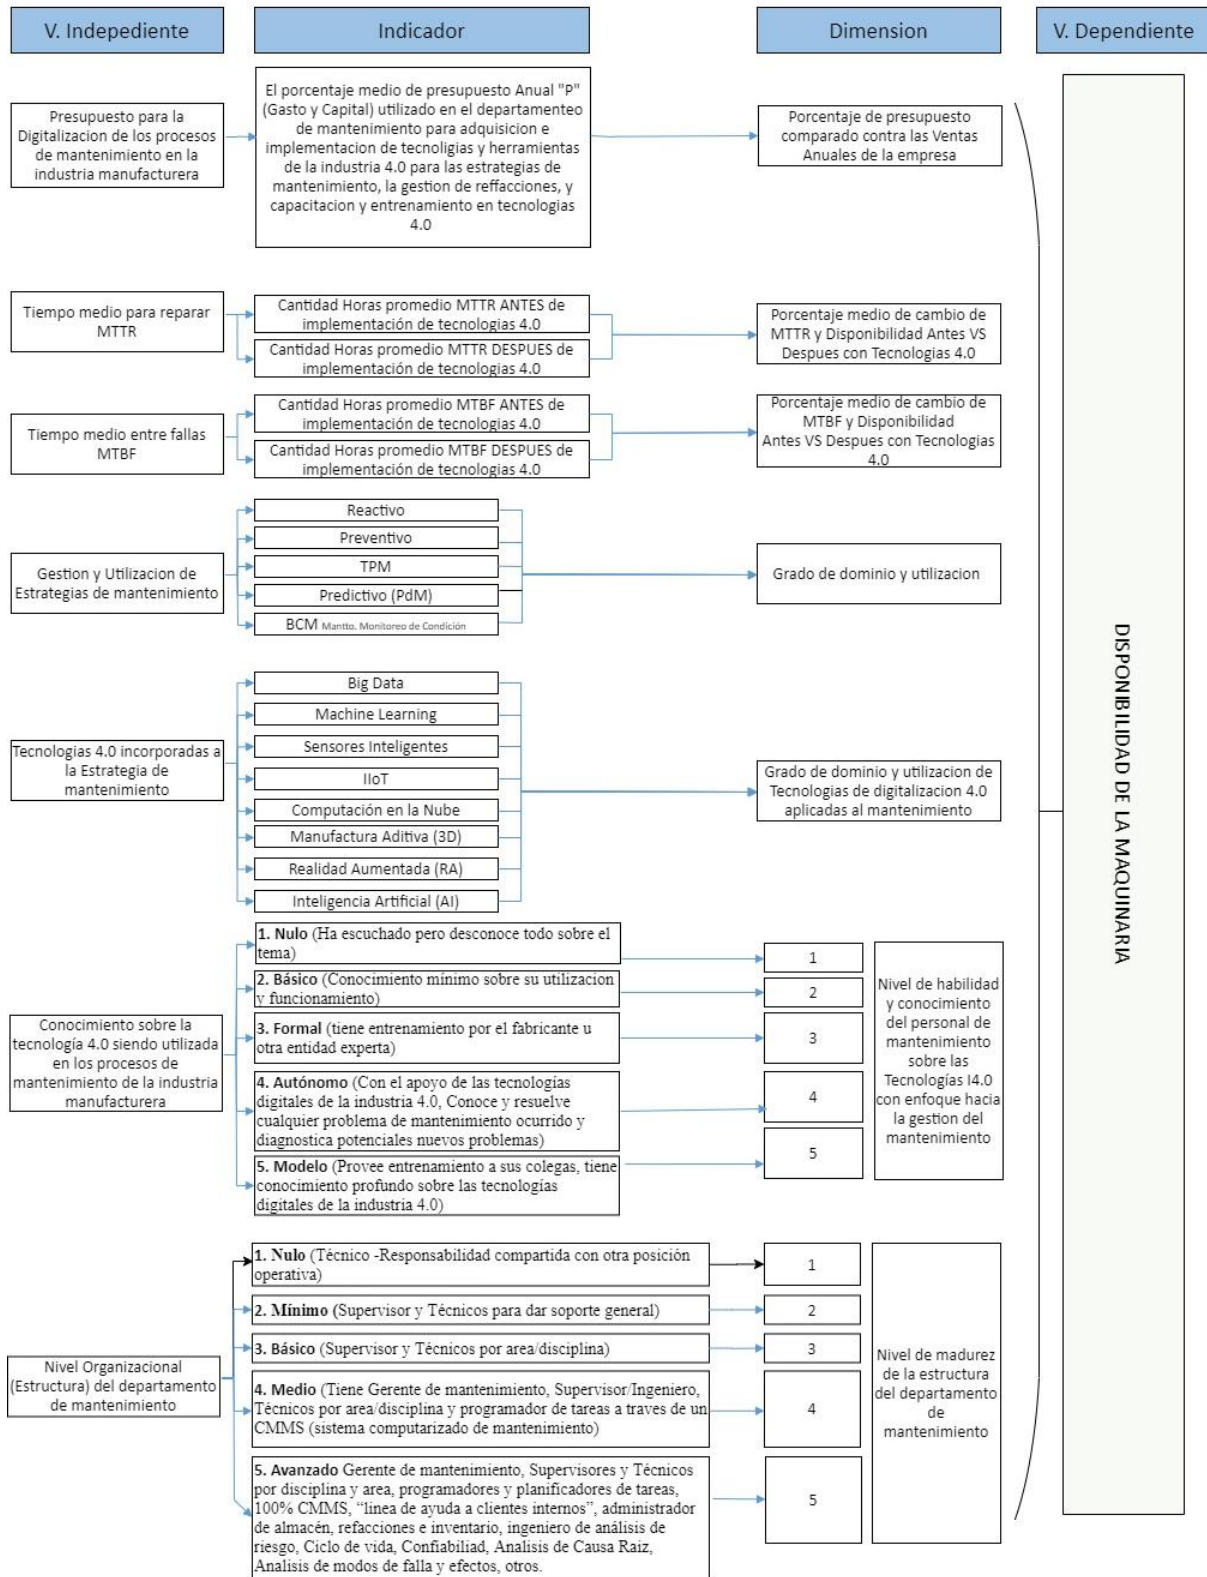 V. Indepediente
Indicador
Dimension
V. Dependiente
Presupuesto para la
Digitalizacion de los procesos
de mantenimiento en la
industria manufacturera
El porcentaje medio de presupuesto Anual "P"
(Gasto y Capital) utilizado en el departamenteo
de mantenimiento para adquisicion e
implementacion de tecnoligias y herramientas
de la industria 4.0 para las estrategias de
mantenimiento, la gestion de reffacciones, y
capacitacion y entrenamiento en tecnologias
4.0
Porcentaje de presupuesto
comparado contra las Ventas
Anuales de la empresa
Tiempo medio para reparar
MTTR
Cantidad Horas promedio MTTR ANTES de
implementación de tecnologias 4.0
Cantidad Horas promedio MTTR DESPUES de
implementación de tecnologias 4.0
Porcentaje medio de cambio de
MTTR y Disponibilidad Antes VS
Despues con Tecnologias 4.0
Tiempo medio entre fallas
MTBF
Cantidad Horas promedio MTBF ANTES de
implementación de tecnologias 4.0
Cantidad Horas promedio MTBF DESPUES de
implementación de tecnologias 4.0
Porcentaje medio de cambio de
MTBF y Disponibilidad
Antes VS Despues con Tecnologias
4.0
Gestion y Utilizacion de
Estrategias de mantenimiento
Reactivo
Preventivo
TPM
Predictivo (PdM)
BCM Mantto. Monitoreo de Condición
Grado de dominio y utilizacion
Tecnologias 4.0 incorporadas a
la Estrategia de
mantenimiento
Big Data
Machine Learning
Sensores Inteligentes
IIoT
Computación en la Nube
Manufactura Aditiva (3D)
Realidad Aumentada (RA)
Inteligencia Artificial (AI)
Grado de dominio y utilizacion de
Tecnologias de digitalizacion 4.0
aplicadas al mantenimiento
Conocimiento sobre la
tecnología 4.0 siendo utilizada
en los procesos de
mantenimiento de la industria
manufacturera
1. Nulo (Ha escuchado pero desconoce todo sobre el
tema)
2. Básico (Conocimiento mínimo sobre su utilizacion
y funcionamiento)
3. Formal (tiene entrenamiento por el fabricante u
otra entidad experta)
4. Autónomo (Con el apoyo de las tecnologías
digitales de la industria 4.0, Conoce y resuelve
cualquier problema de mantenimiento ocurrido y
diagnostica potenciales nuevos problemas)
5. Modelo (Provee entrenamiento a sus colegas, tiene
conocimiento profundo sobre las tecnologías
digitales de la industria 4.0)
1
2
3
4
5
Nivel de habilidad
y conocimiento
del personal de
mantenimiento
sobre las
Tecnologías I4.0
con enfoque hacia
la gestion del
mantenimiento
Nivel Organizacional
(Estructura) del departamento
de mantenimiento
1. Nulo (Técnico -Responsabilidad compartida con otra posición
operativa)
2. Mínimo (Supervisor y Técnicos para dar soporte general)
3. Básico (Supervisor y Técnicos por area/disciplina)
4. Medio (Tiene Gerente de mantenimiento, Supervisor/Ingeniero,
Técnicos por area/disciplina y programador de tareas a traves de un
CMMS (sistema computarizado de mantenimiento)
5. Avanzado Gerente de mantenimiento, Supervisores y Técnicos
por disciplina y area, programadores y planificadores de tareas,
100% CMMS, “linea de ayuda a clientes internos”, administrador
de almacén, refacciones e inventario, ingeniero de análisis de
riesgo, Ciclo de vida, Confiabiliad, Analisis de Causa Raiz,
Analisis de modos de falla y efectos, otros.
1
2
3
4
5
Nivel de madurez
de la estructura
del departamento
de
mantenimiento
DISPONIBILIDAD DE LA MAQUINARIA